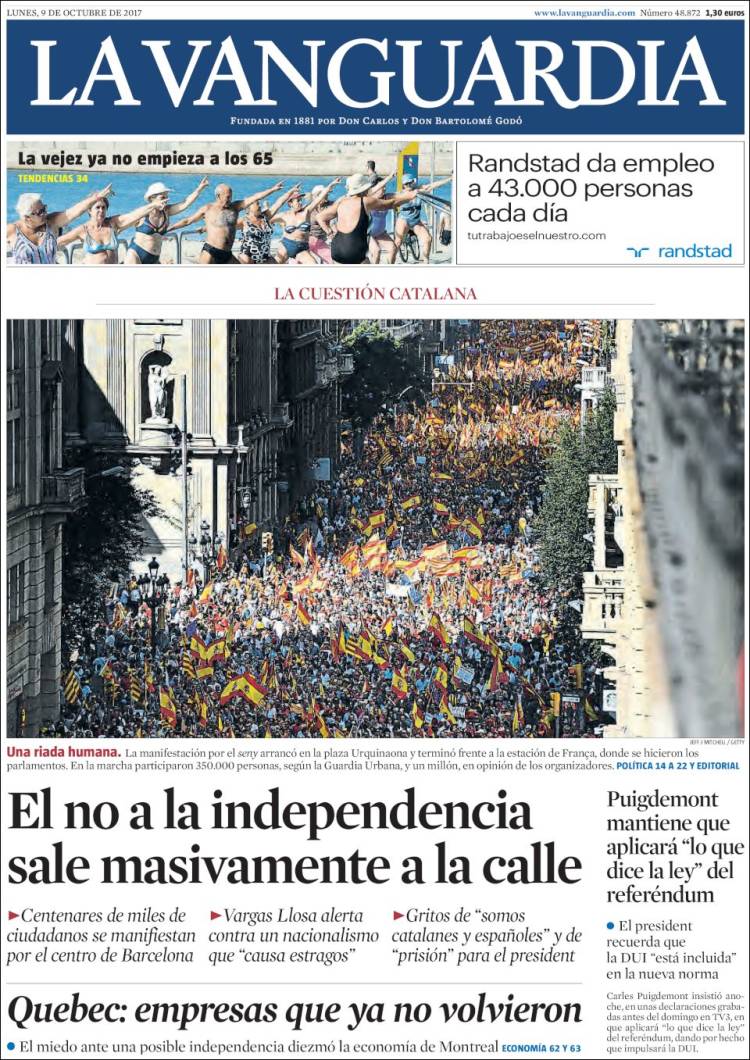 LUNES, 9 DE OCTUBRE DE 2017
www.lavanguardia.com Número 48.872 1,30 euros
LA VANGUARDIA
FUNDADA EN 1881 POR DON CARLOS Y DON BARTOLOMÉ GODÓ
La vejez ya no empieza a los 65
TENDENCIAS 34
Randstad da empleo
a 43.000 personas
cada día
tutrabajoeselnuestro.com
randstad
LA CUESTIÓN CATALANA
JEFF J MITCHELL / GETTY
Una riada humana. La manifestación por el seny arrancó en la plaza Urquinaona y terminó frente a la estación de França, donde se hicieron los
parlamentos. En la marcha participaron 350.000 personas, según la Guardia Urbana, y un millón, en opinión de los organizadores. POLÍTICA 14 A 22 Y EDITORIAL
El no a la independencia
sale masivamente a la calle
►Centenares de miles de
ciudadanos se manifiestan
por el centro de Barcelona
►Vargas Llosa alerta
contra un nacionalismo
que “causa estragos”
►Gritos de “somos
catalanes y españoles” y de
“prisión” para el president
Quebec: empresas que ya no volvieron
● El miedo ante una posible independencia diezmó la economía de Montreal ECONOMÍA 62 Y 63
Puigdemont
mantiene que
aplicará “lo que
dice la ley” del
referéndum
● El president
recuerda que
la DUI “está incluida”
en la nueva norma
Carles Puigdemont insistió ano-
che, en unas declaraciones graba-
das antes del domingo en TV3, en
que aplicará “lo que dice la ley”
del referéndum, dando por hecho
que impulsará la DUI.